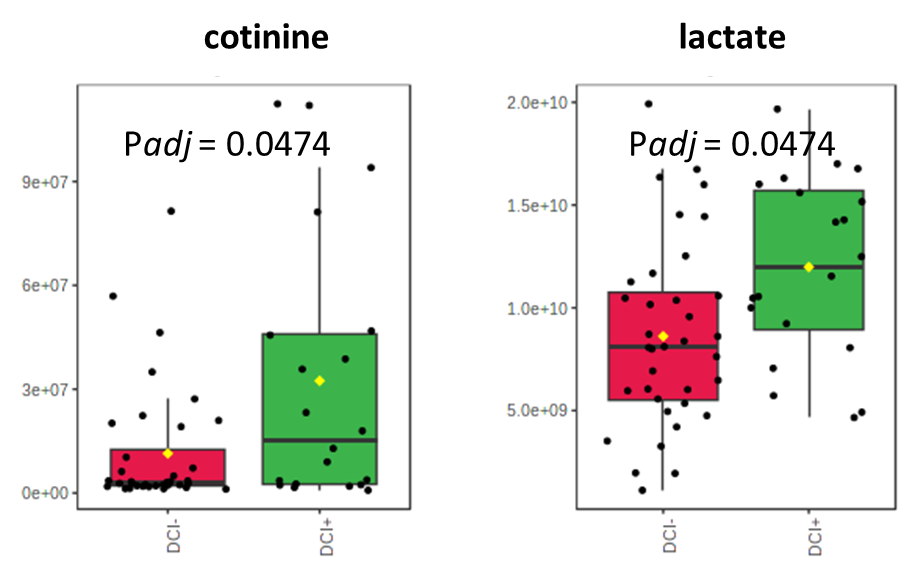 cotinine
Padj = 0.0474
9e+07
6e+07
3e+07
0e+00
DCI-
DCI+
lactate
Padj = 0.0474
2.0e+10
1.5e+10
1.0e+10
5.0e+09
DCI-
DCI+